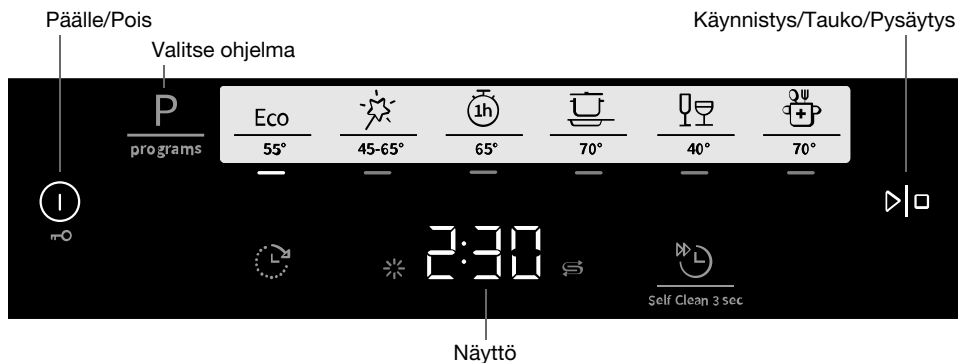 Päälle/Pois
Käynnistys/Tauko/Pysäytys
Valitse ohjelma
P
programs
Eco
1h
55°
45-65°
65°
70°
40°
70°
2:30
Self Clean 3 sec
Näyttö